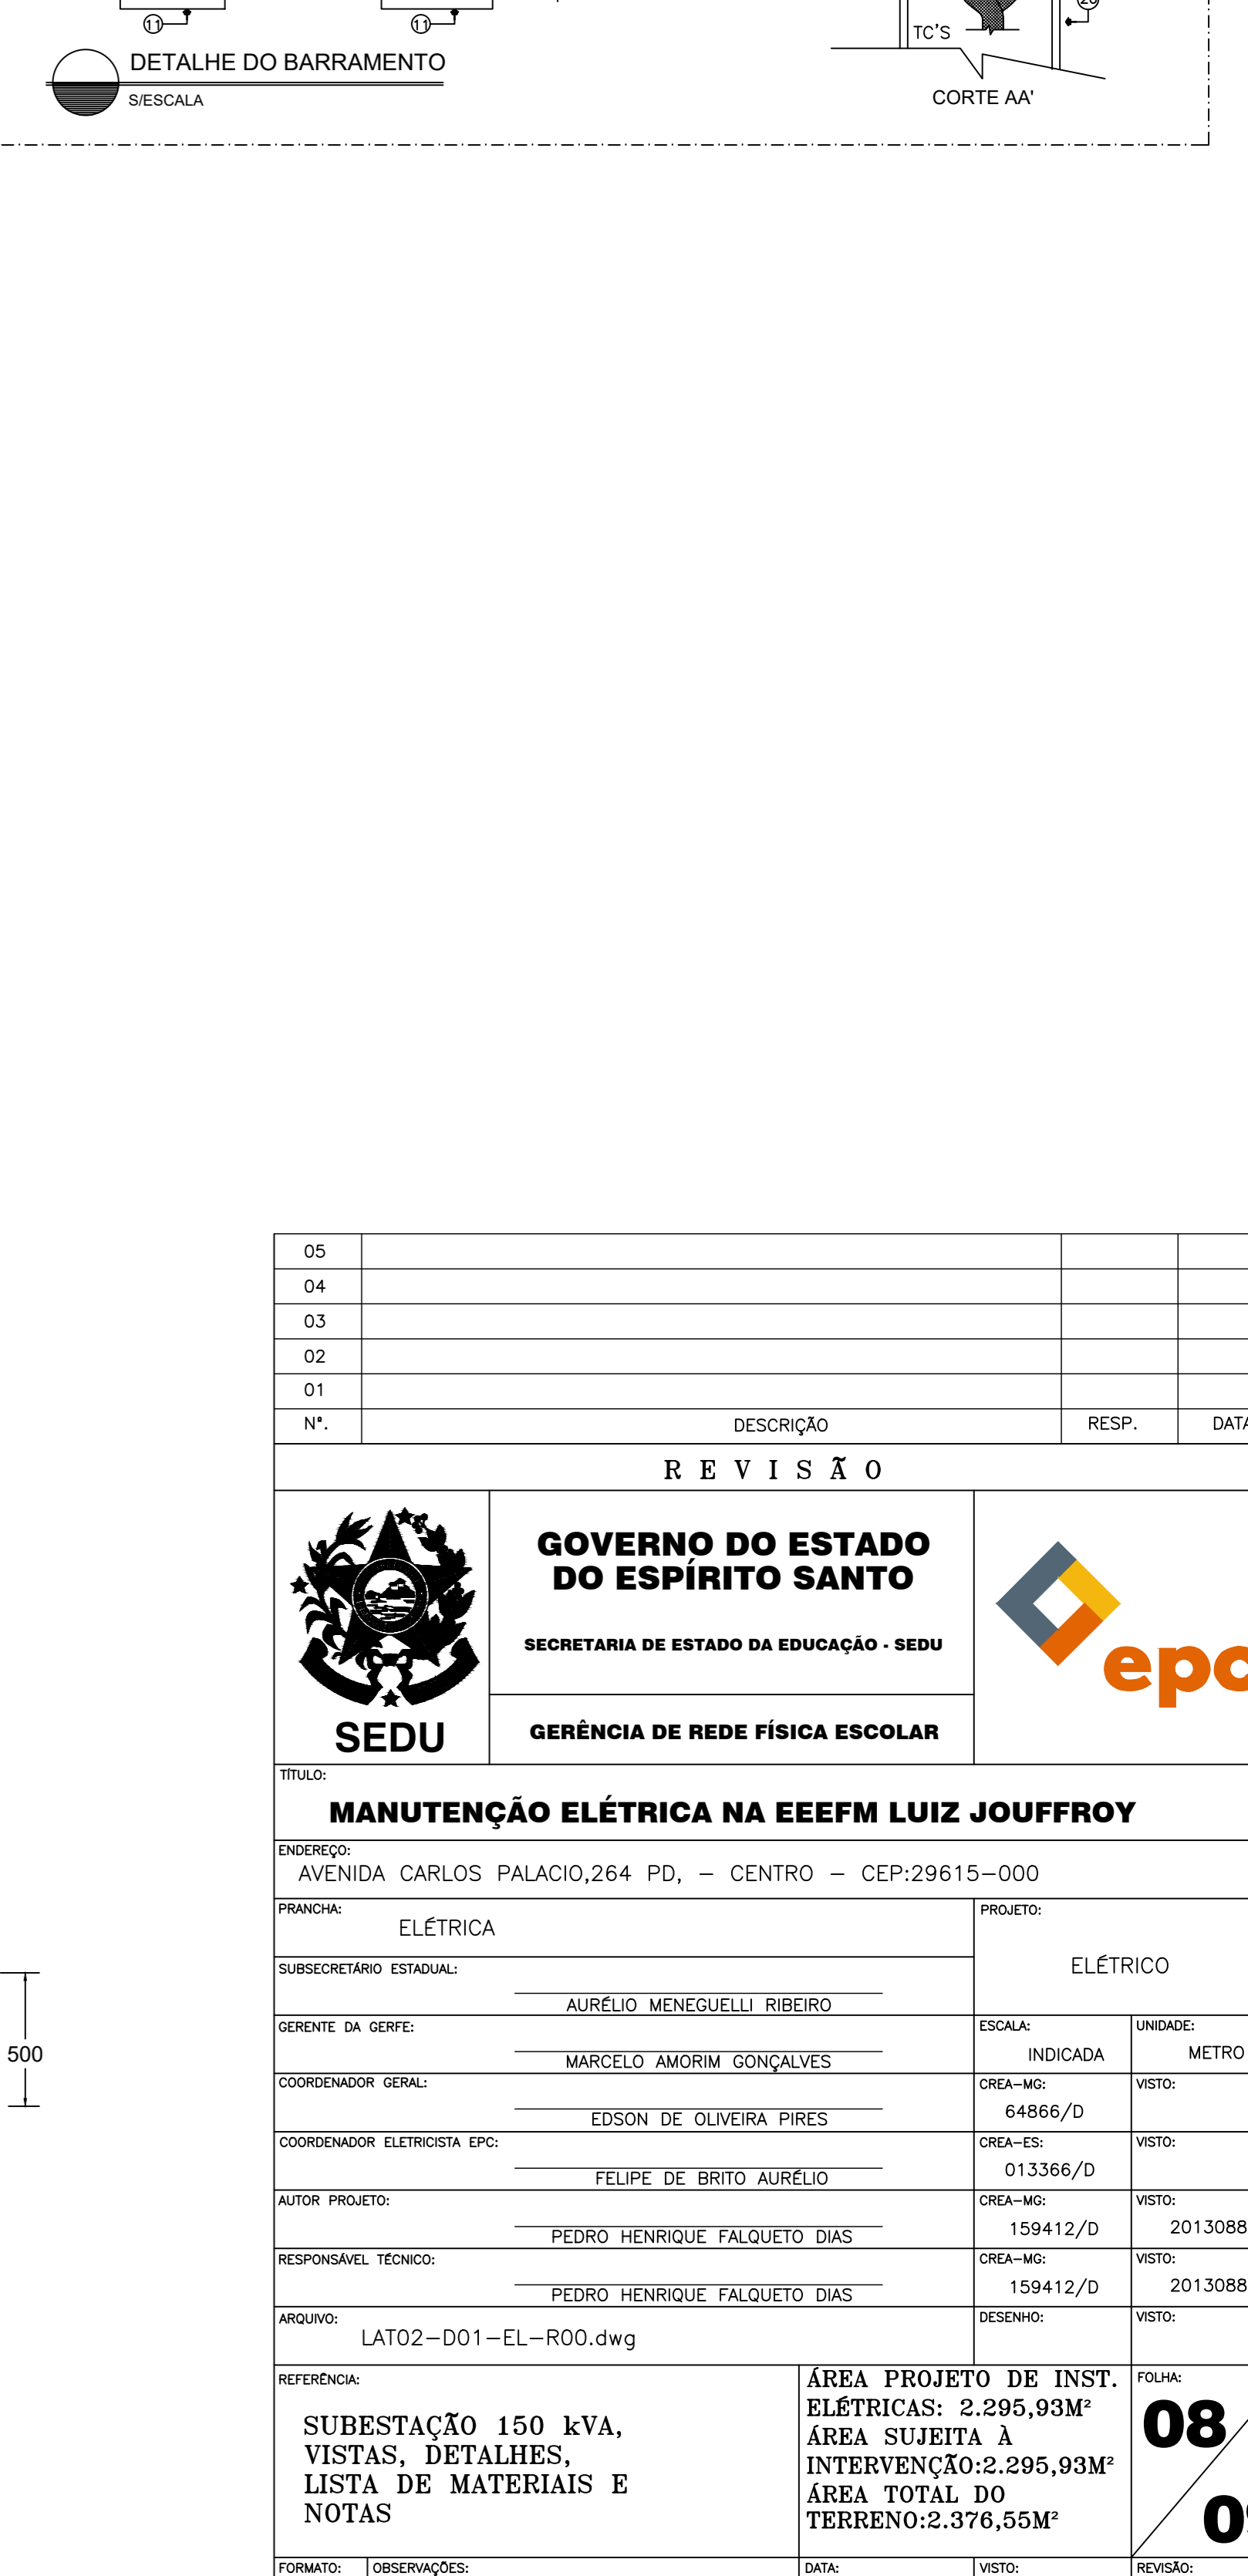 11
11
DETALHE DO BARRAMENTO
S/ESCALA
TC'S
CORTE AA'
500
05
04
03
02
01
Nº. DESCRIÇÃO RESP. DATA
REVISÃO
SEDU
GOVERNO DO ESTADO
DO ESPÍRITO SANTO
SECRETARIA DE ESTADO DA EDUCAÇÃO - SEDU
GERÊNCIA DE REDE FÍSICA ESCOLAR
TÍTULO:
MANUTENÇÃO ELÉTRICA NA EEEFM LUIZ JOUFFROY
ENDEREÇO:
AVENIDA CARLOS PALACIO,264 PD, - CENTRO - CEP:29615-000
PRANCHA:
ELÉTRICA
PROJETO:
ELÉTRICO
SUBSECRETÁRIO ESTADUAL:
AURÉLIO MENEGUELLI RIBEIRO
GERENTE DA GERFE:
MARCELO AMORIM GONÇALVES
ESCALA:
INDICADA
UNIDADE:
METRO
COORDENADOR GERAL:
EDSON DE OLIVEIRA PIRES
CREA-MG:
64866/D
VISTO:
COORDENADOR ELETRICISTA EPC:
FELIPE DE BRITO AURÉLIO
CREA-ES:
013366/D
VISTO:
AUTOR PROJETO:
PEDRO HENRIQUE FALQUETO DIAS
CREA-MG:
159412/D
VISTO:
2013088
RESPONSÁVEL TÉCNICO:
PEDRO HENRIQUE FALQUETO DIAS
CREA-MG:
159412/D
VISTO:
2013088
ARQUIVO:
LAT02-D01-EL-R00.dwg
DESENHO:
VISTO:
REFERÊNCIA:
SUBESTAÇÃO 150 kVA,
VISTAS, DETALHES,
LISTA DE MATERIAIS E
NOTAS
ÁREA PROJETO DE INST.
ELÉTRICAS: 2.295,93M²
ÁREA SUJEITA À
INTERVENÇÃO:2.295,93M²
ÁREA TOTAL DO
TERRENO:2.376,55M²
FOLHA:
08
FORMATO:
OBSERVAÇÕES:
DATA:
VISTO:
REVISÃO: